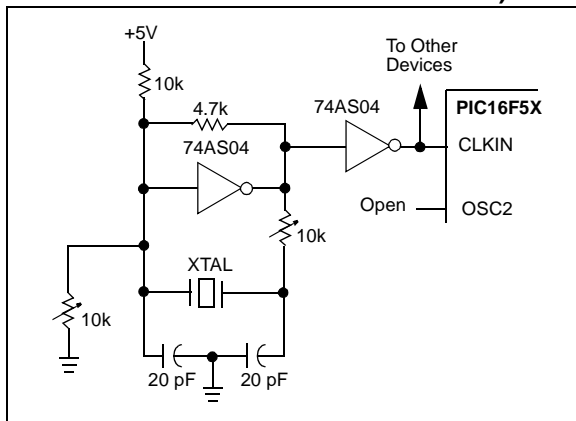 +5V
10k
4.7k
74AS04
74AS04
To Other
Devices
PIC16F5X
CLKIN
Open
OSC2
10k
XTAL
10k
20 pF
20 pF